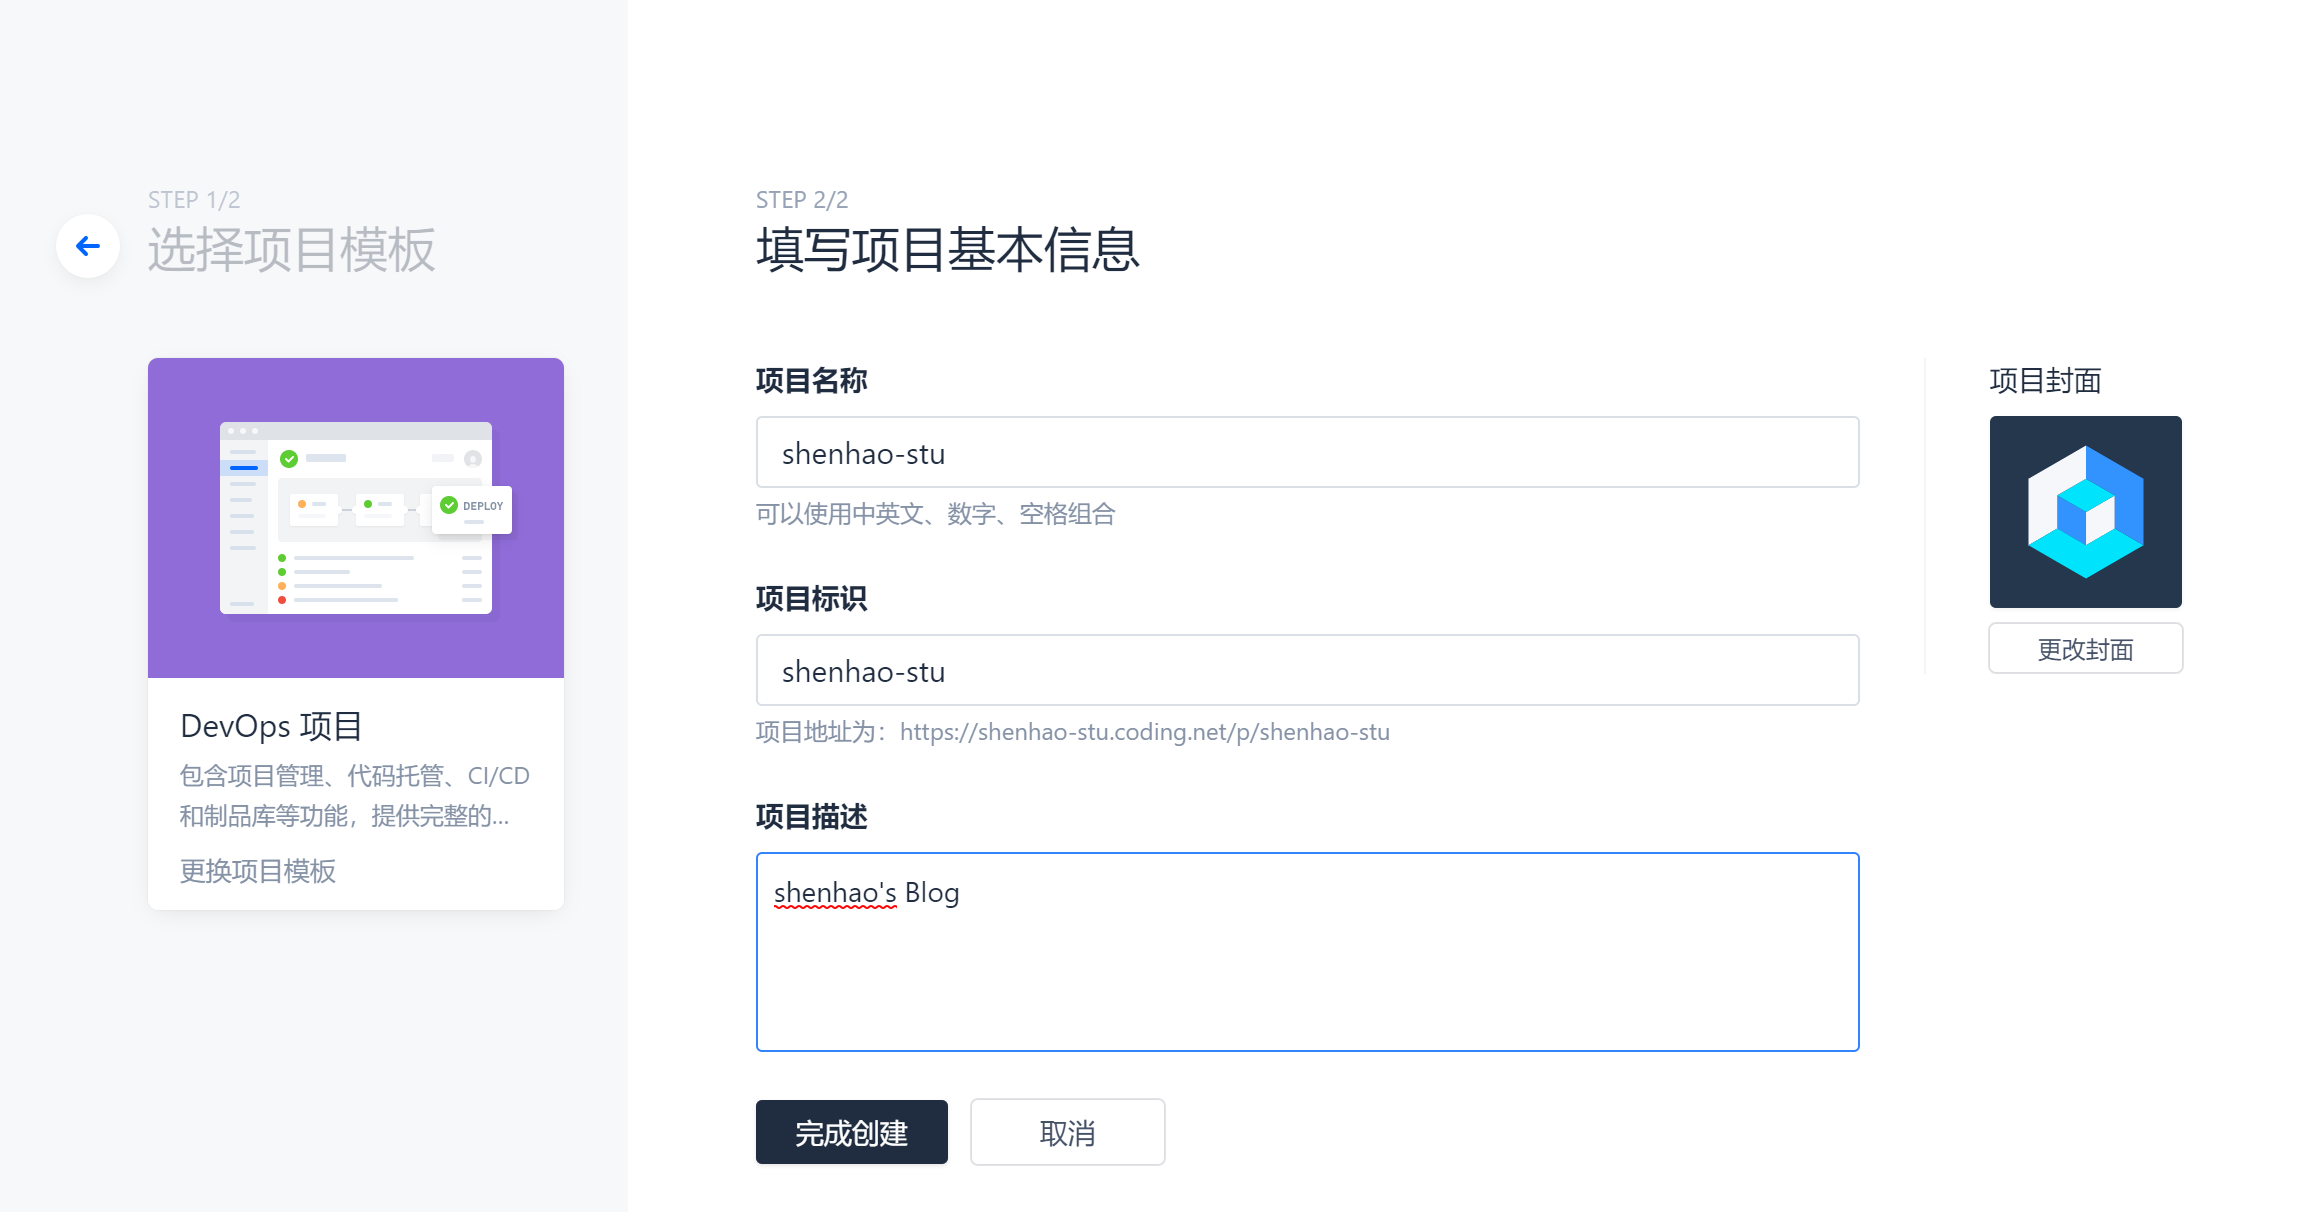 STEP 1/2
选择项目模板
DEPLOY
DevOps 项目
包含项目管理、代码托管、CI/CD
和制品库等功能，提供完整的...
更换项目模板
STEP 2/2
填写项目基本信息
项目名称
shenhao-stu
可以使用中英文、数字、空格组合
项目标识
shenhao-stu
项目地址为：https://shenhao-stu.coding.net/p/shenhao-stu
项目描述
shenhao's Blog
完成创建
取消
项目封面
更改封面